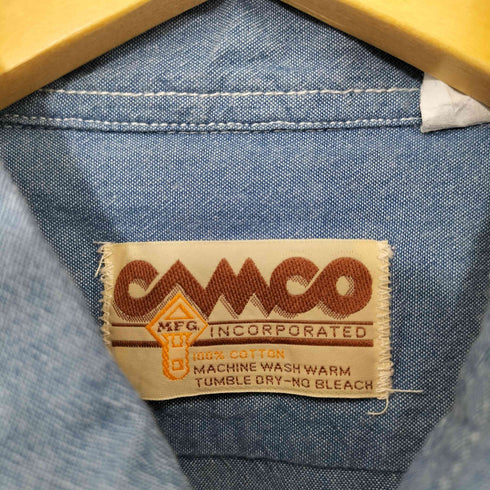 CAMCO
MFG.
INCORPORATED
100% COTTON
MACHINE WASH WARM
TUMBLE DRY-NO BLEACH